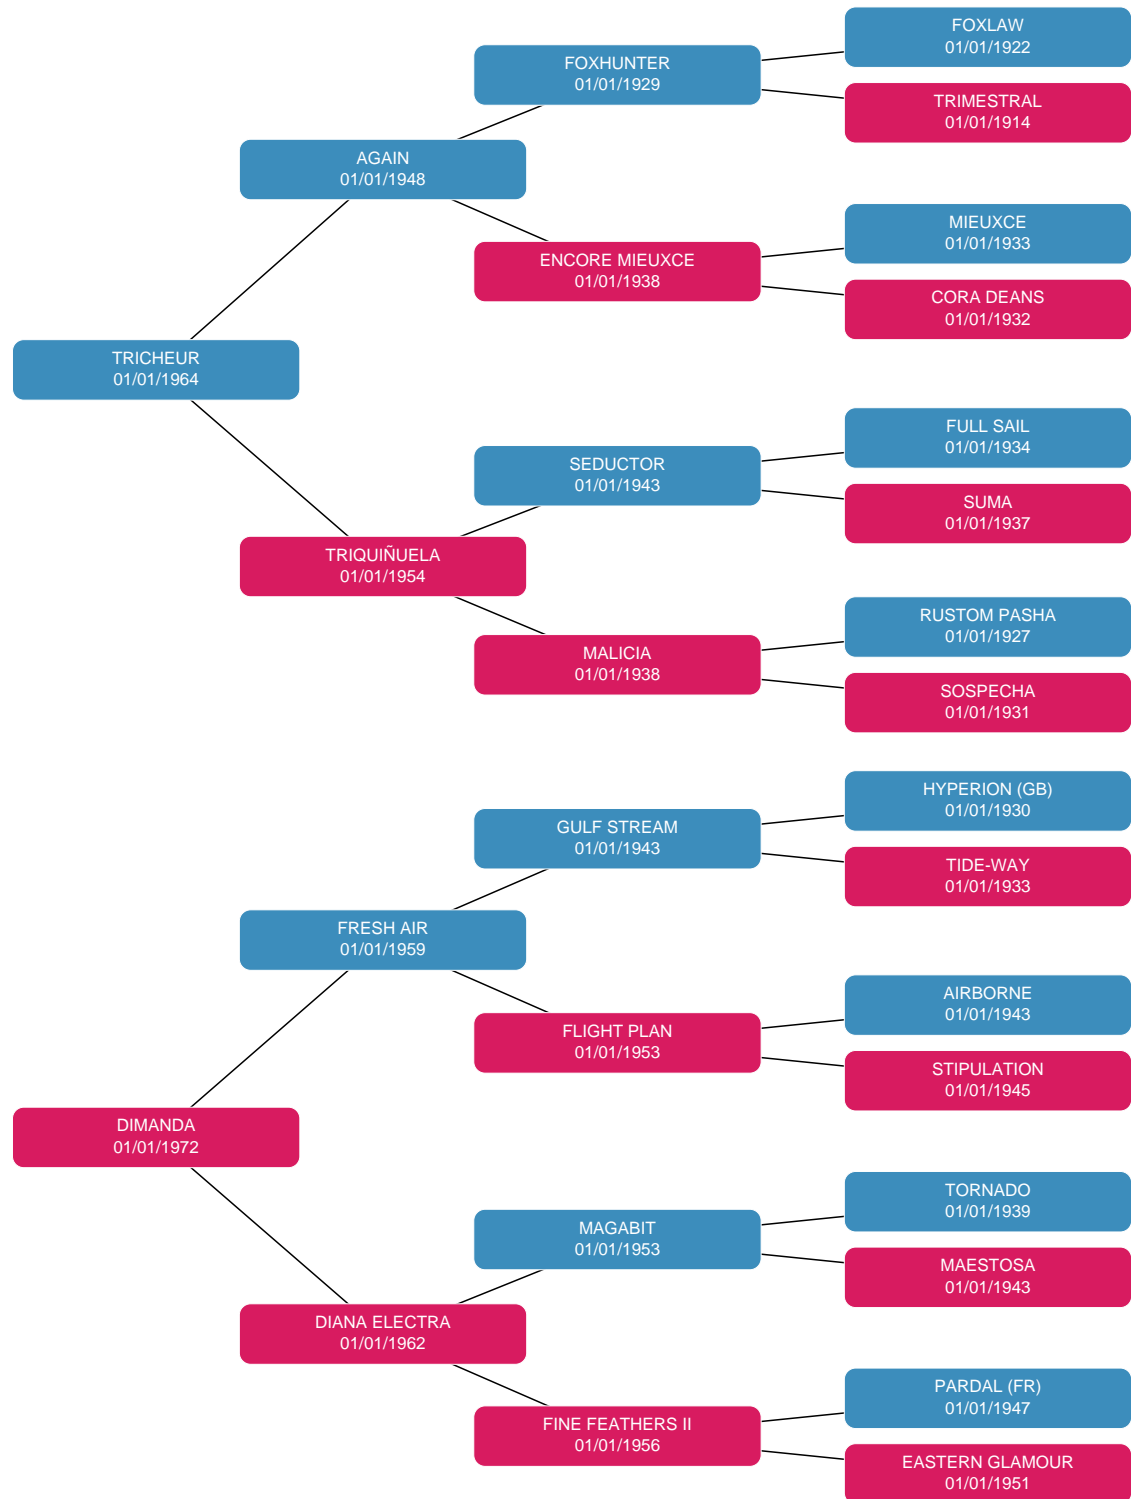 FOXLAW
01/01/1922
FOXHUNTER
01/01/1929
TRIMESTRAL
01/01/1914
AGAIN
01/01/1948
MIEUXCE
01/01/1933
ENCORE MIEUXCE
01/01/1938
CORA DEANS
01/01/1932
TRICHEUR
01/01/1964
FULL SAIL
01/01/1934
SEDUCTOR
01/01/1943
SUMA
01/01/1937
TRIQUIÑUELA
01/01/1954
RUSTOM PASHA
01/01/1927
MALICIA
01/01/1938
SOSPECHA
01/01/1931
HYPERION (GB)
01/01/1930
GULF STREAM
01/01/1943
TIDE-WAY
01/01/1933
FRESH AIR
01/01/1959
AIRBORNE
01/01/1943
FLIGHT PLAN
01/01/1953
STIPULATION
01/01/1945
DIMANDA
01/01/1972
TORNADO
01/01/1939
MAGABIT
01/01/1953
MAESTOSA
01/01/1943
DIANA ELECTRA
01/01/1962
PARDAL (FR)
01/01/1947
FINE FEATHERS II
01/01/1956
EASTERN GLAMOUR
01/01/1951